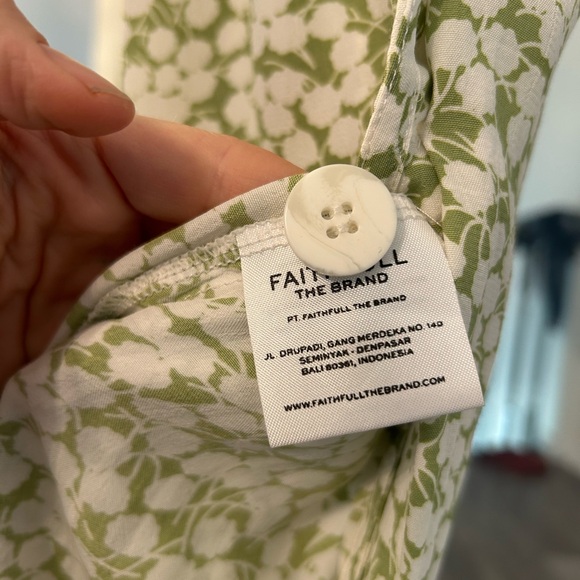 FAITHFULL
THE BRAND
PT. FAITHFULL THE BRAND
JL. DRUPADI, GANG MERDEKA NO. 14D
SEMINYAK - DENPASAR
BALI 80361, INDONESIA
WWW.FAITHFULLTHEBRAND.COM